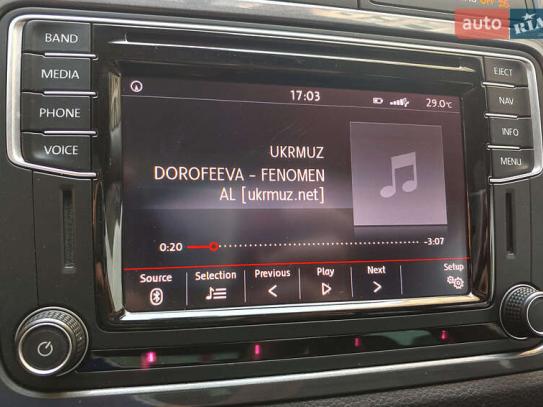 auto
RIA
BAND
MEDIA
PHONE
VOICE
EJECT
NAV
INFO
MENU
17:03
29.0°C
UKRMUZ
DOROFEEVA - FENOMEN
AL [ukrmuz.net]
0:20
-3:07
Source
Selection
Previous
Play
Next
Setup